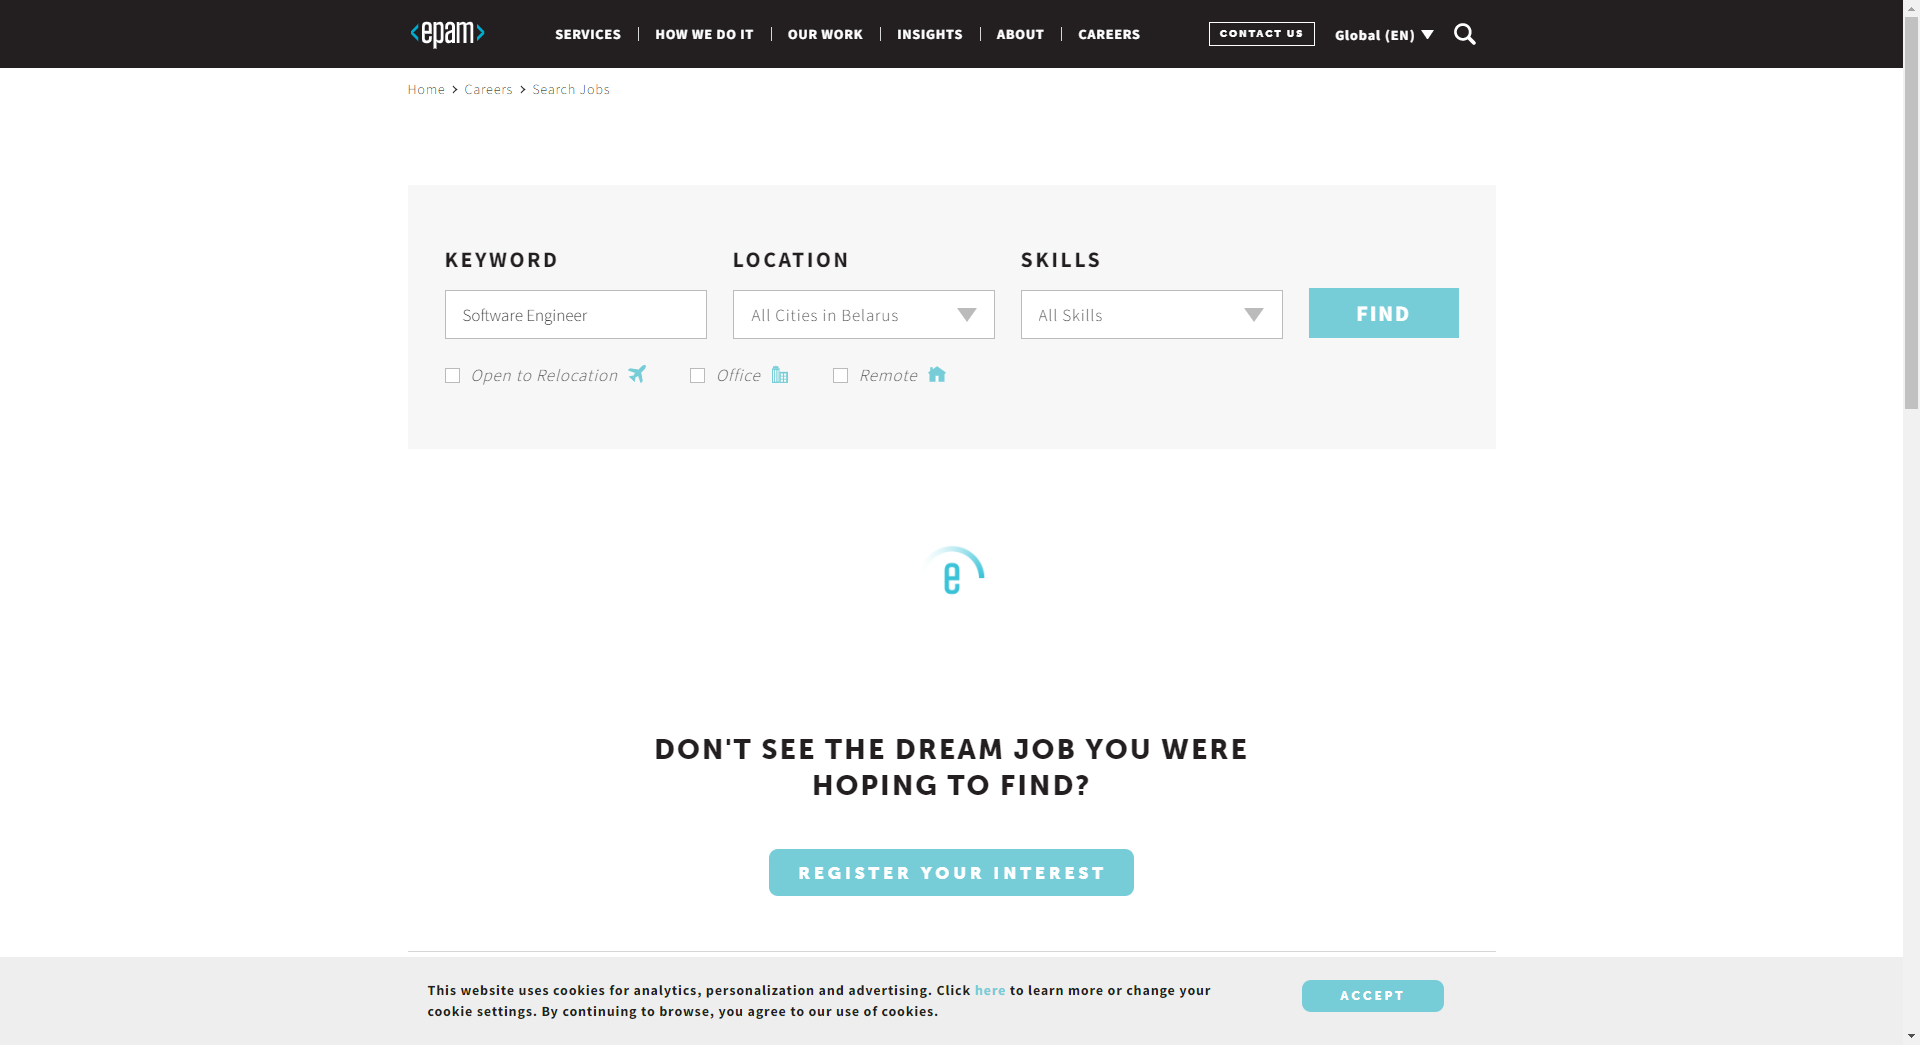 <epam>
SERVICES HOW WE DO IT OUR WORK INSIGHTS ABOUT CAREERS CONTACT US Global (EN)
Home > Careers > Search Jobs
KEYWORD LOCATION SKILLS
Software Engineer All Cities in Belarus All Skills FIND
Open to Relocation Office Remote
e
DON'T SEE THE DREAM JOB YOU WERE
HOPING TO FIND?
REGISTER YOUR INTEREST
This website uses cookies for analytics, personalization and advertising. Click here to learn more or change your
cookie settings. By continuing to browse, you agree to our use of cookies.
ACCEPT